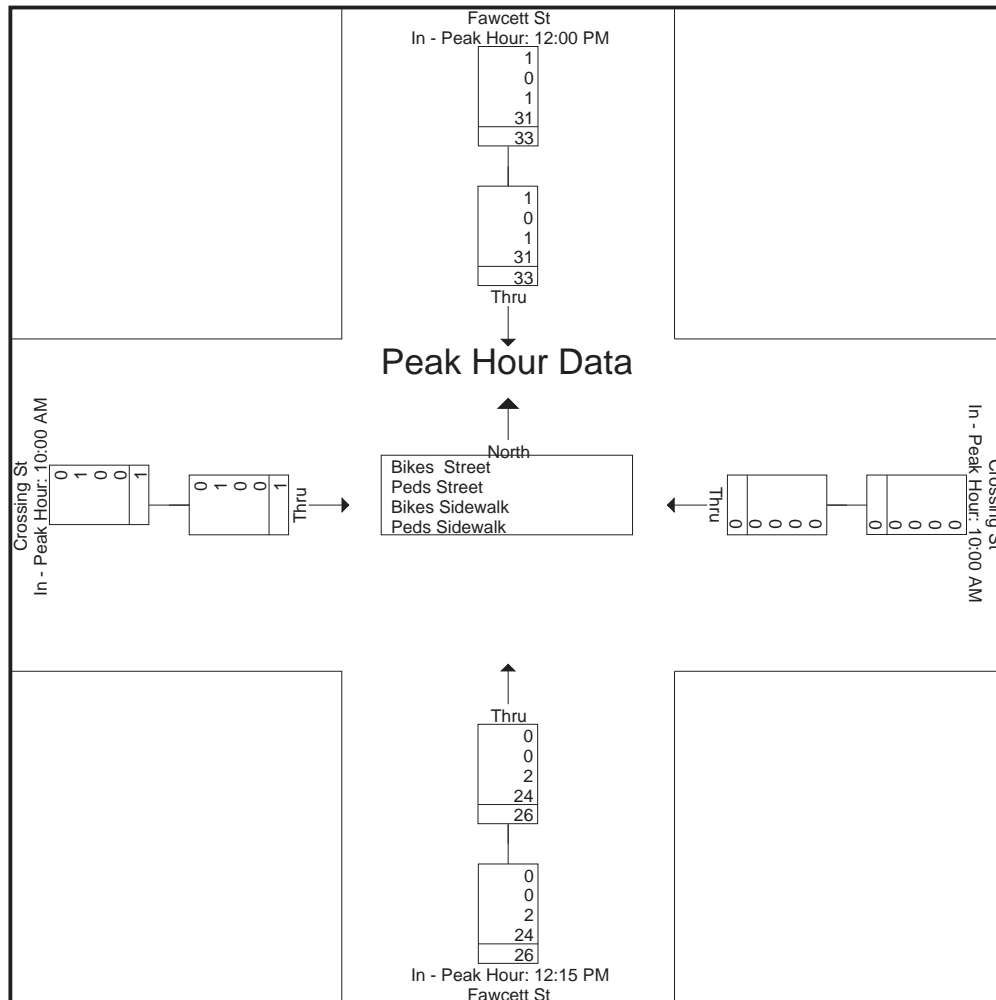 Fawcett St
In - Peak Hour: 12:00 PM
1
0
1
31
33
1
0
1
31
33
Thru
Peak Hour Data
North
Bikes Street
Peds Street
Bikes Sidewalk
Peds Sidewalk
Crossing St
In - Peak Hour: 10:00 AM
0
1
0
0
1
0
1
0
0
1
Thru
Thru
0
0
0
0
0
0
0
0
0
0
Crossing St
In - Peak Hour: 10:00 AM
Thru
0
0
2
24
26
0
0
2
24
26
In - Peak Hour: 12:15 PM
Fawcett St